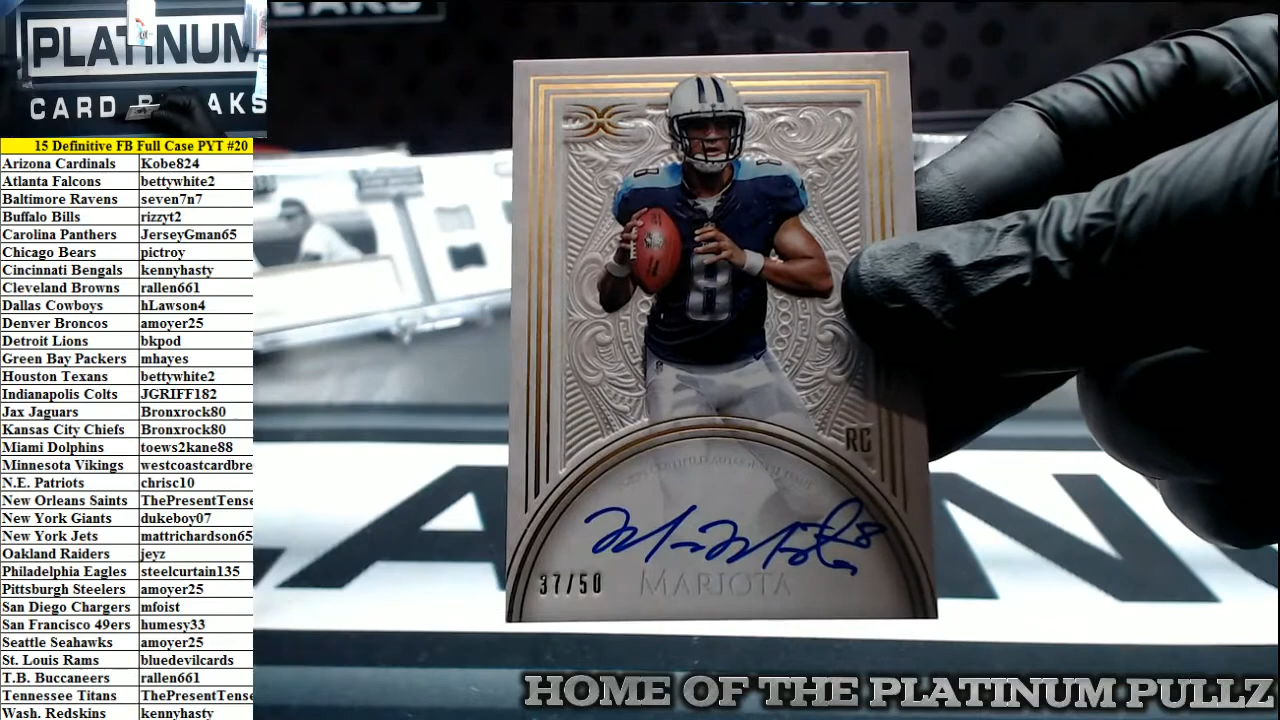 PLATINUM
CARD BREAKS
15 Definitive FB Full Case PYT #20
Arizona Cardinals Kobe824
Atlanta Falcons bettywhite2
Baltimore Ravens seven7n7
Buffalo Bills rizzyt2
Carolina Panthers JerseyGman65
Chicago Bears pictroy
Cincinnati Bengals kennyhasty
Cleveland Browns rallen661
Dallas Cowboys hLawson4
Denver Broncos amoyer25
Detroit Lions bkpod
Green Bay Packers mhayes
Houston Texans bettywhite2
Indianapolis Colts JGRIFF182
Jax Jaguars Bronxrock80
Kansas City Chiefs Bronxrock80
Miami Dolphins toews2kane88
Minnesota Vikings westcoastcardbre
N.E. Patriots chrisc10
New Orleans Saints ThePresentTense
New York Giants dukeboy07
New York Jets mattrichardson65
Oakland Raiders jeyz
Philadelphia Eagles steelcurtain135
Pittsburgh Steelers amoyer25
San Diego Chargers mfoist
San Francisco 49ers humesy33
Seattle Seahawks amoyer25
St. Louis Rams bluedevilcards
T.B. Buccaneers rallen661
Tennessee Titans ThePresentTense
Wash. Redskins kennyhasty
8
8
8
RC
37/50
MARIOTA
HOME OF THE PLATINUM PULLZ